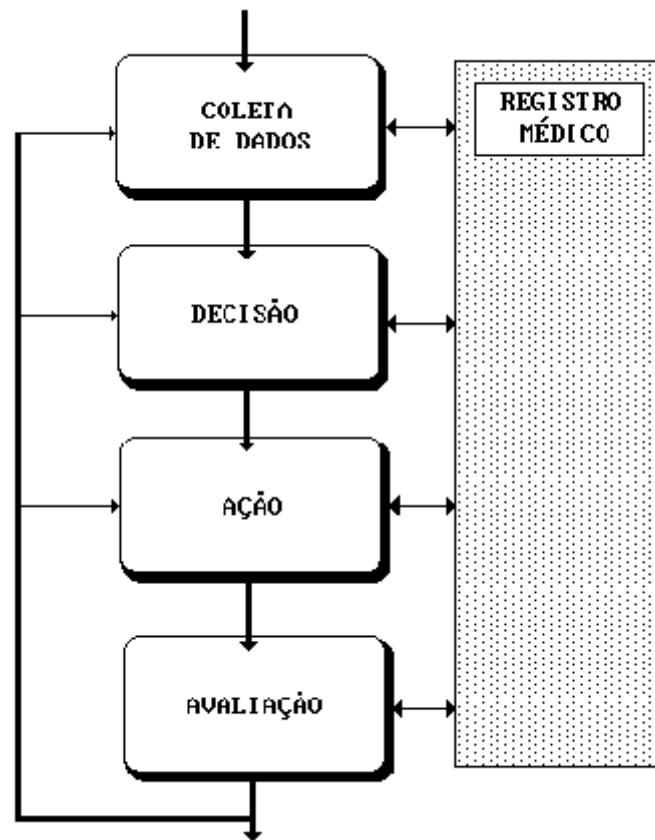 COLETA
DE DADOS
REGISTRO
MÉDICO
DECISÃO
AÇÃO
AVALIAÇÃO